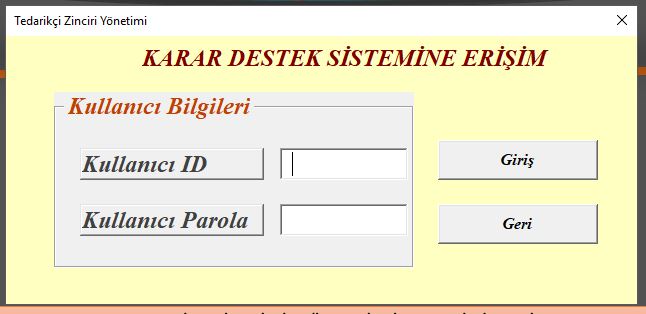 Tedarikçi Zinciri Yönetimi
KARAR DESTEK SİSTEMİNE ERİŞİM
Kullanıcı Bilgileri
Kullanıcı ID
Giriş
Kullanıcı Parola
Geri